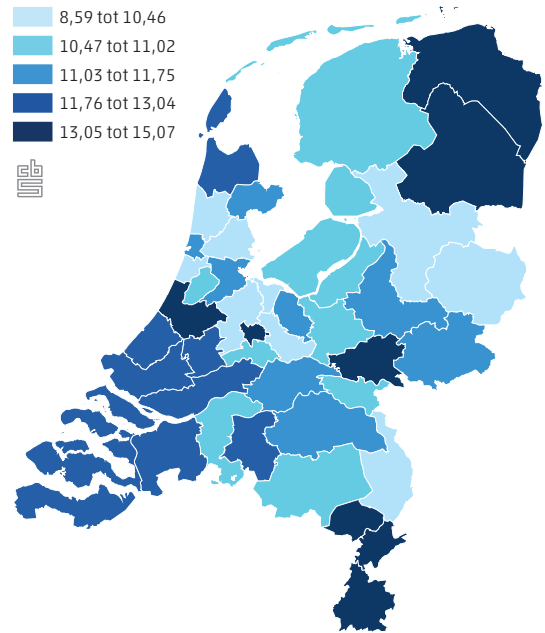 8,59 tot 10,46
10,47 tot 11,02
11,03 tot 11,75
11,76 tot 13,04
13,05 tot 15,07
cbs